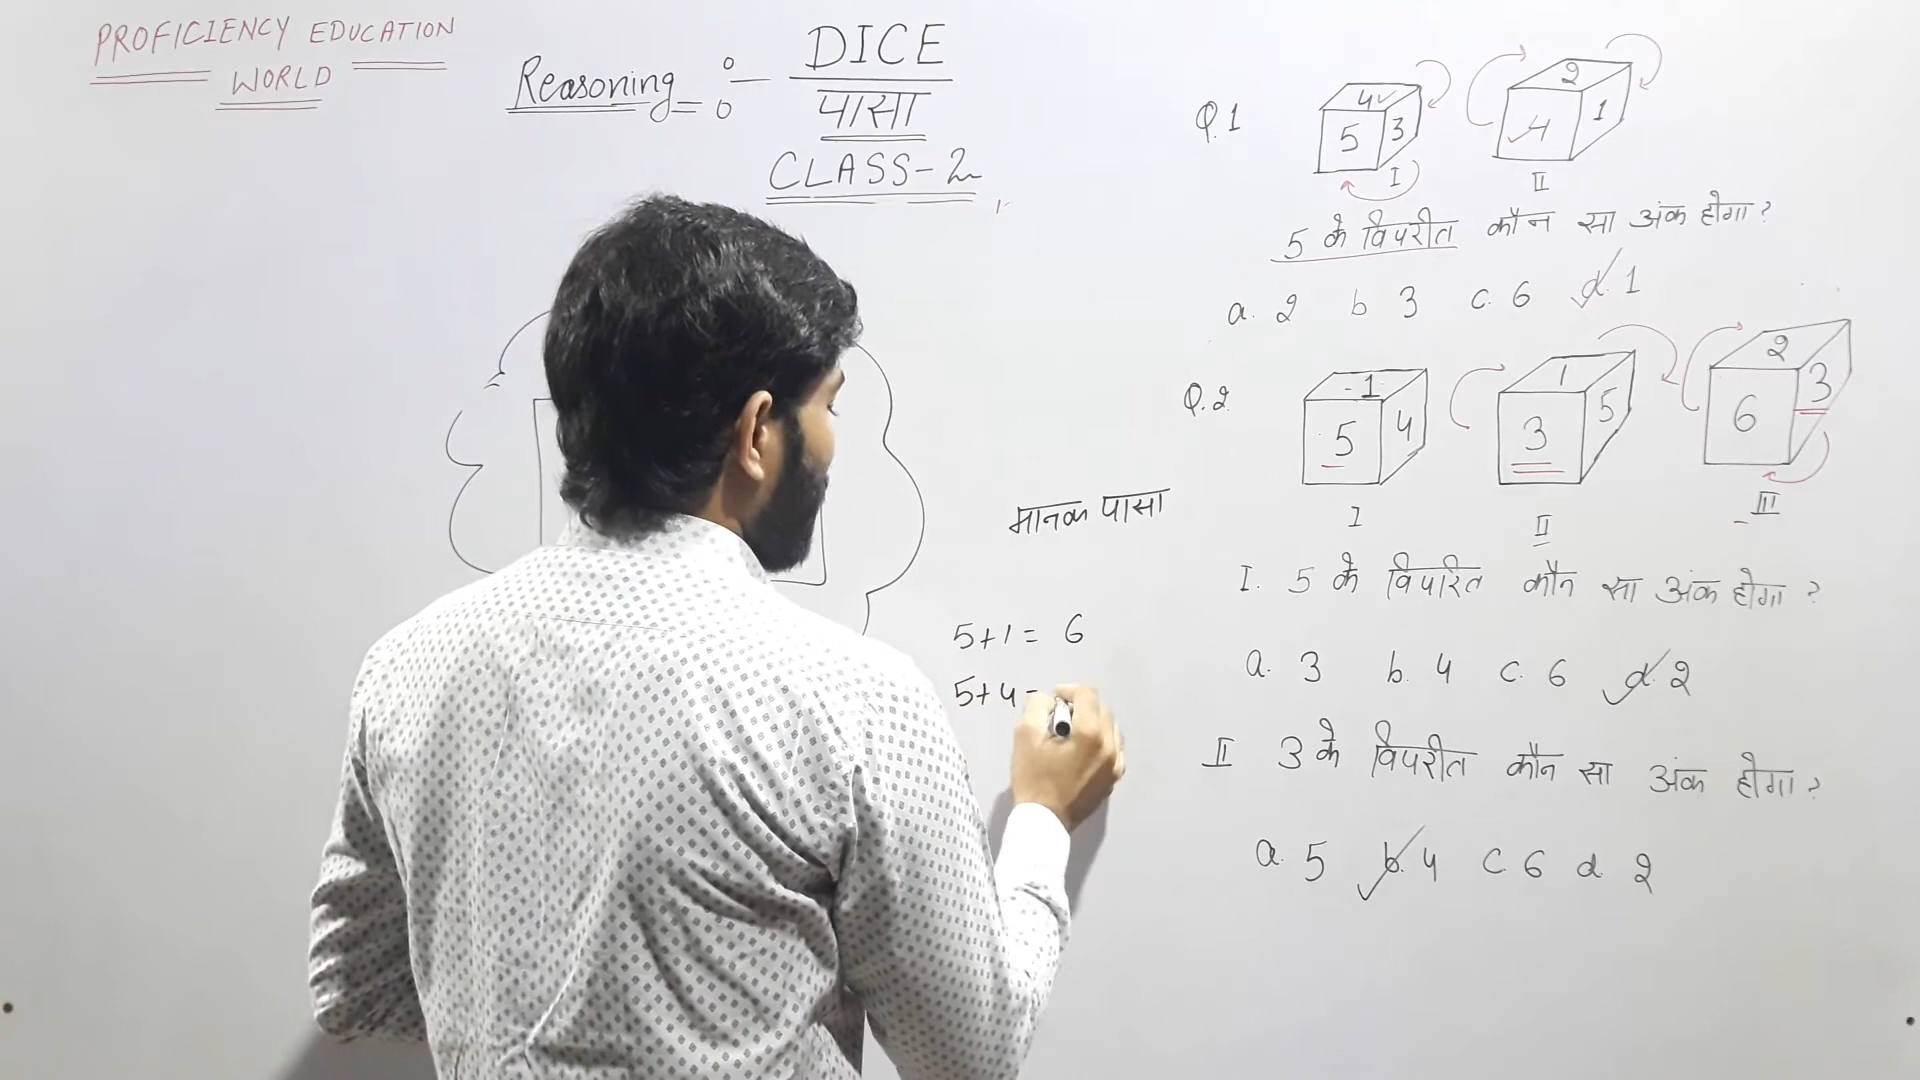 PROFICIENCY EDUCATION
WORLD
Reasoning :- DICE
पासा
CLASS-2
Q.1
4
5 3
I
2
4 1
II
5 के विपरीत कौन सा अंक होगा ?
a. 2 b 3 c. 6 d. 1
Q.2
1
5 4
I
1
3 5
II
2
6 3
III
मानक पासा
5+1= 6
5+4=
I. 5 के विपरित कौन सा अंक होगा ?
a. 3 b. 4 c. 6 d. 2
II 3 के विपरीत कौन सा अंक होगा ?
a. 5 b. 4 c. 6 d. 2